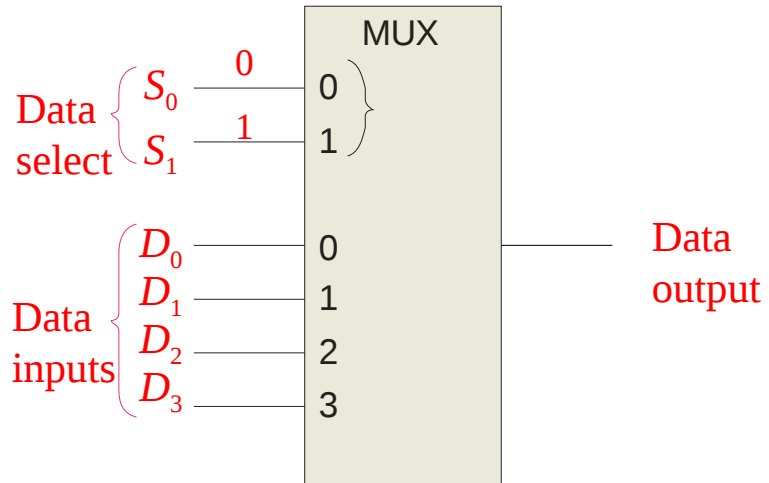 MUX
Data
select
S0 0 0
S1 1 1
Data
inputs
D0 0
D1 1
D2 2
D3 3
Data
output